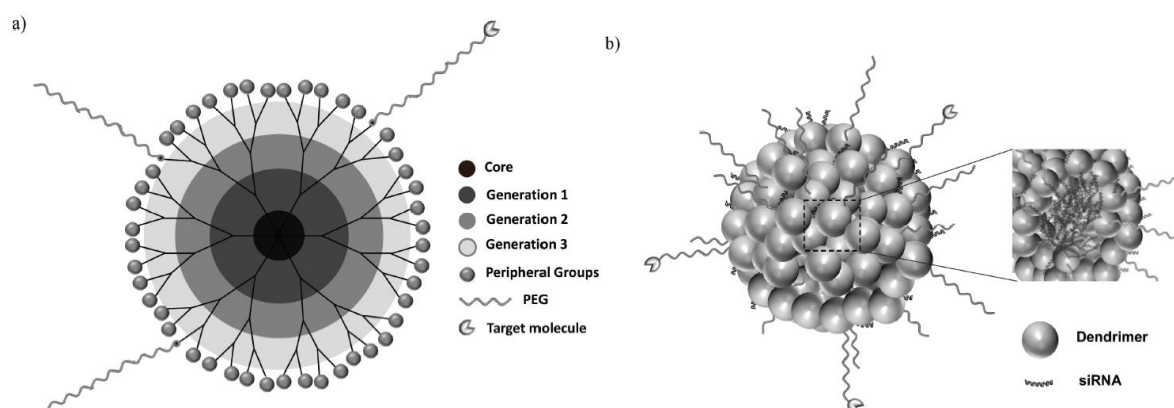 a)
Core
Generation 1
Generation 2
Generation 3
Peripheral Groups
PEG
Target molecule
b)
Dendrimer
siRNA